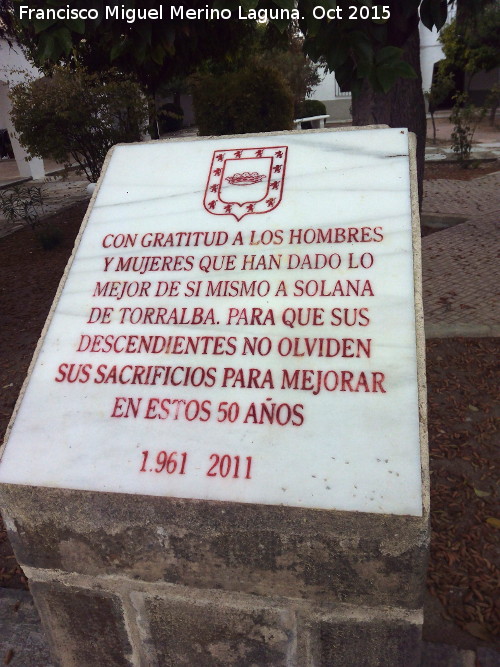 Francisco Miguel Merino Laguna. Oct 2015
CON GRATITUD A LOS HOMBRES
Y MUJERES QUE HAN DADO LO
MEJOR DE SI MISMO A SOLANA
DE TORRALBA. PARA QUE SUS
DESCENDIENTES NO OLVIDEN
SUS SACRIFICIOS PARA MEJORAR
EN ESTOS 50 AÑOS
1.961 2011